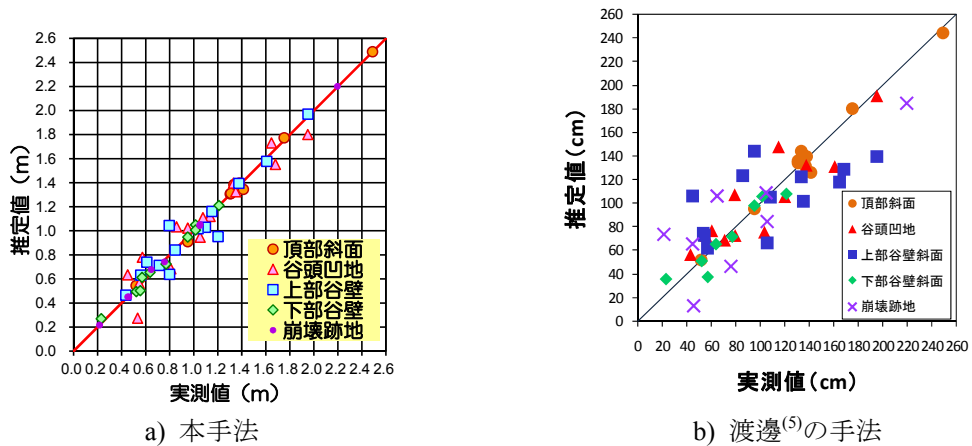 2.6
2.4
2.2
2.0
1.8
1.6
1.4
1.2
1.0
0.8
0.6
0.4
0.2
0.0
推定値 (m)
0.0 0.2 0.4 0.6 0.8 1.0 1.2 1.4 1.6 1.8 2.0 2.2 2.4 2.6
実測値 (m)
頂部斜面
谷頭凹地
上部谷壁
下部谷壁
崩壊跡地
a) 本手法
260
240
220
200
180
160
140
120
100
80
60
40
20
0
推定値 (cm)
0 20 40 60 80 100 120 140 160 180 200 220 240 260
実測値 (cm)
頂部斜面
谷頭凹地
上部谷壁斜面
下部谷壁斜面
崩壊跡地
b) 渡邊(5)の手法